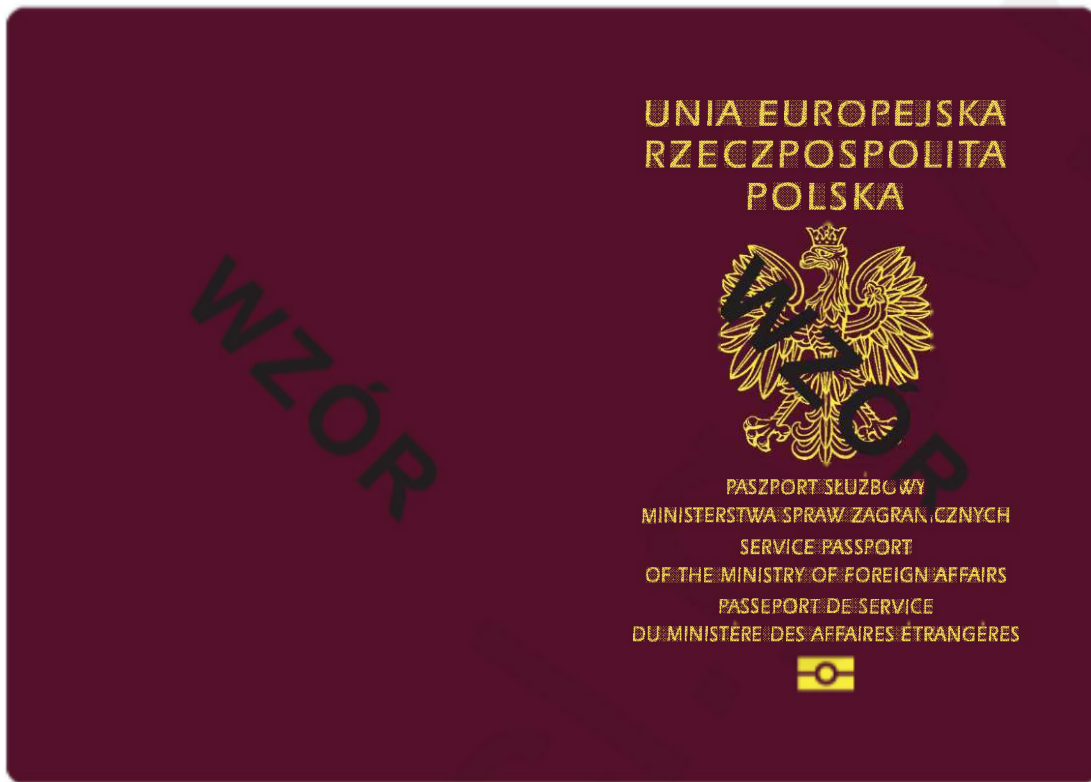 UNIA EUROPEJSKA
RZECZPOSPOLITA
POLSKA
WZÓR
WZÓR
PASZPORT SŁUŻBOWY
MINISTERSTWA SPRAW ZAGRANICZNYCH
SERVICE PASSPORT
OF THE MINISTRY OF FOREIGN AFFAIRS
PASSEPORT DE SERVICE
DU MINISTÈRE DES AFFAIRES ÉTRANGÈRES